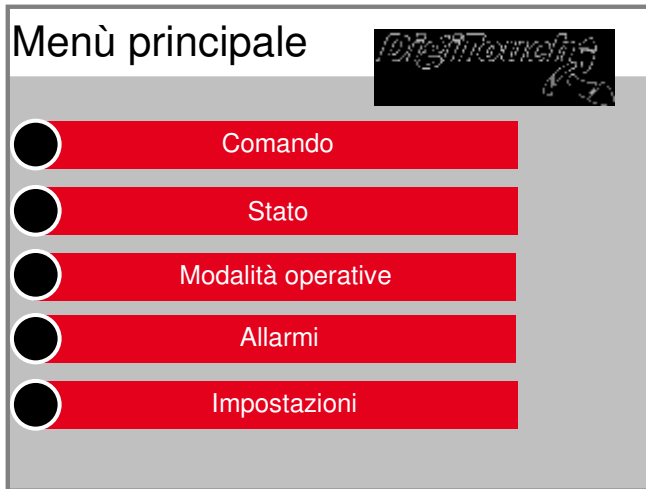 Menù principale
DigiTouch
Comando
Stato
Modalità operative
Allarmi
Impostazioni